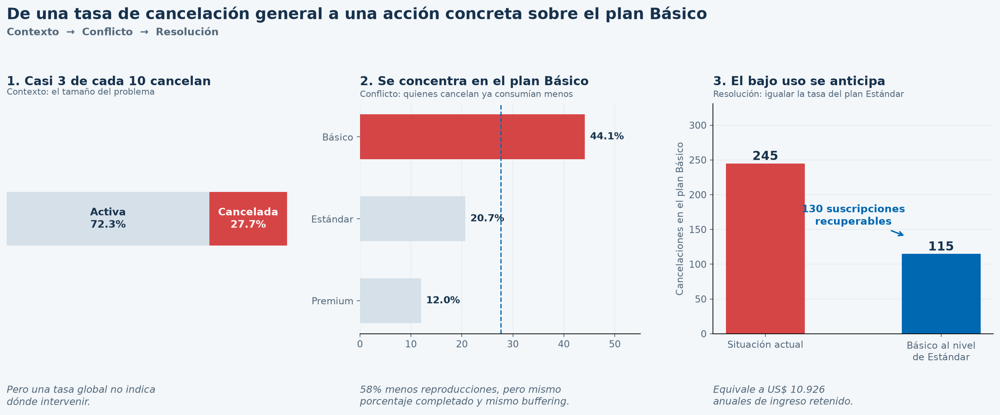 De una tasa de cancelación general a una acción concreta sobre el plan Básico
Contexto → Conflicto → Resolución
1. Casi 3 de cada 10 cancelan
Contexto: el tamaño del problema
Activa
72.3%
Cancelada
27.7%
Pero una tasa global no indica
dónde intervenir.
2. Se concentra en el plan Básico
Conflicto: quienes cancelan ya consumían menos
Básico
44.1%
Estándar
20.7%
Premium
12.0%
0 10 20 30 40 50
58% menos reproducciones, pero mismo
porcentaje completado y mismo buffering.
3. El bajo uso se anticipa
Resolución: igualar la tasa del plan Estándar
Cancelaciones en el plan Básico
300
250
200
150
100
50
0
245
130 suscripciones
recuperables
115
Situación actual
Básico al nivel
de Estándar
Equivale a US$ 10.926
anuales de ingreso retenido.